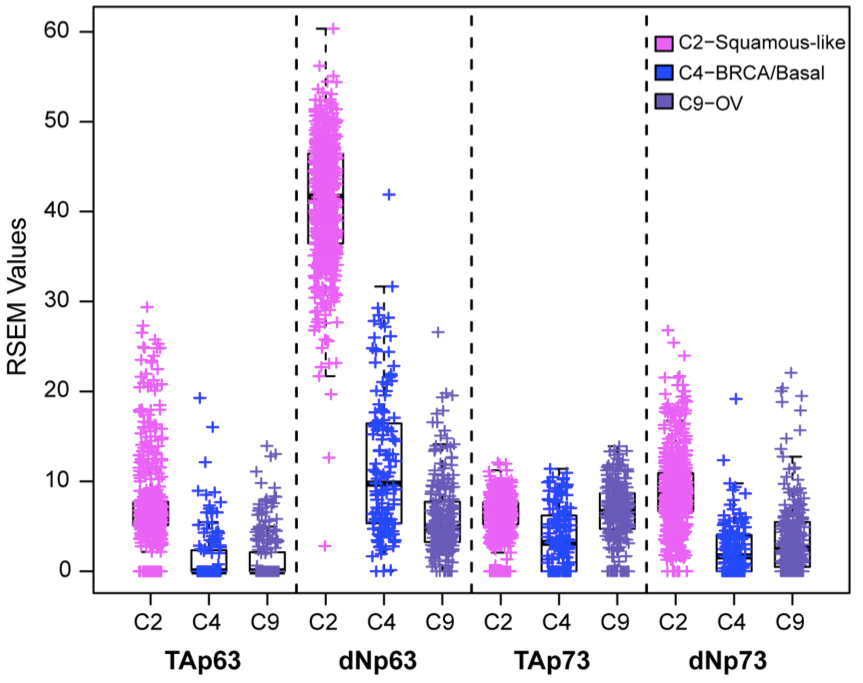 60
50
40
30
20
10
0
RSEM Values
C2−Squamous-like
C4−BRCA/Basal
C9−OV
C2 C4 C9 C2 C4 C9 C2 C4 C9 C2 C4 C9
TAp63 dNp63 TAp73 dNp73